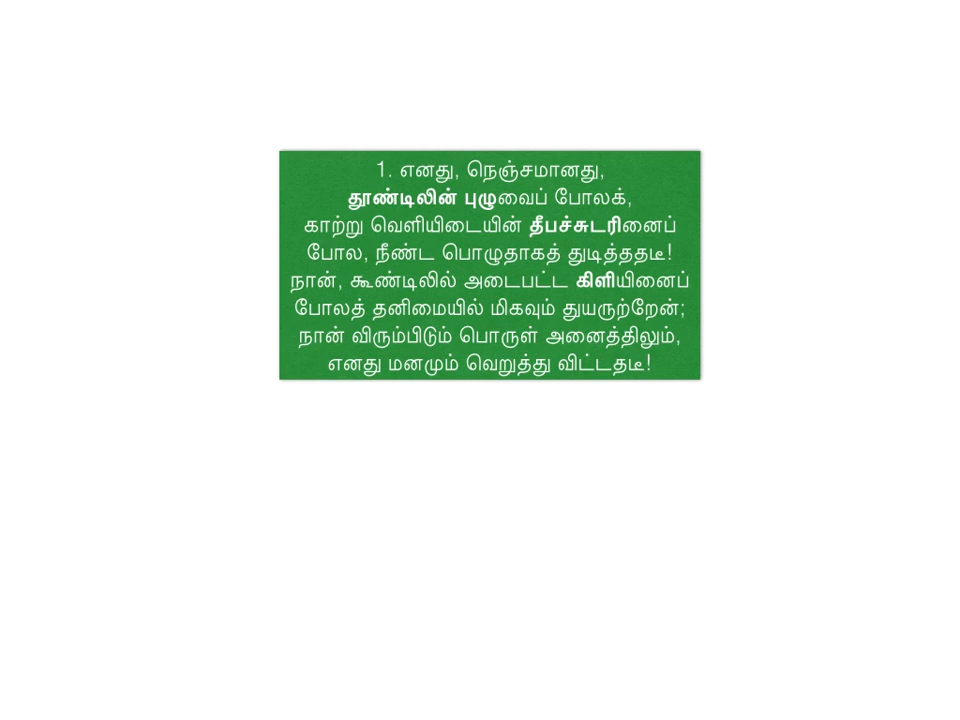 1. எனது, நெஞ்சமானது,
தூண்டிலின் புழுவைப் போலக்,
காற்று வெளியிடையின் தீபச்சுடரினைப்
போல, நீண்ட பொழுதாகத் துடித்ததடீ!
நான், கூண்டிலில் அடைபட்ட கிளியினைப்
போலத் தனிமையில் மிகவும் துயருற்றேன்;
நான் விரும்பிடும் பொருள் அனைத்திலும்,
எனது மனமும் வெறுத்து விட்டதடீ!